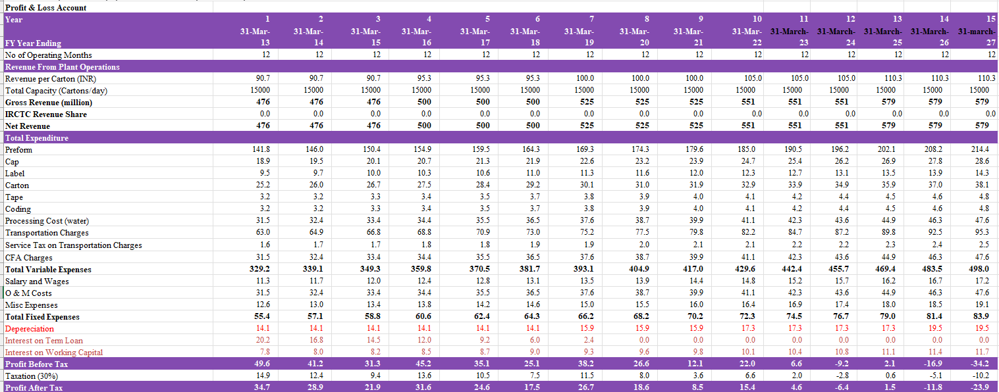 Profit & Loss Account
Year 1 2 3 4 5 6 7 8 9 10 11 12 13 14 15
31-Mar- 31-Mar- 31-Mar- 31-Mar- 31-Mar- 31-Mar- 31-Mar- 31-Mar- 31-Mar- 31-Mar- 31-March- 31-March- 31-March- 31-March- 31-march-
FY Year Ending 13 14 15 16 17 18 19 20 21 22 23 24 25 26 27
No of Operating Months 12 12 12 12 12 12 12 12 12 12 12 12 12 12 12
Revenue From Plant Operations
Revenue per Carton (INR) 90.7 90.7 90.7 95.3 95.3 95.3 100.0 100.0 100.0 105.0 105.0 105.0 110.3 110.3 110.3
Total Capacity (Cartons/day) 15000 15000 15000 15000 15000 15000 15000 15000 15000 15000 15000 15000 15000 15000 15000
Gross Revenue (million) 476 476 476 500 500 500 525 525 525 551 551 551 579 579 579
IRCTC Revenue Share 0.0 0.0 0.0 0.0 0.0 0.0 0.0 0.0 0.0 0.0 0.0 0.0 0.0 0.0 0.0
Net Revenue 476 476 476 500 500 500 525 525 525 551 551 551 579 579 579
Total Expenditure
Preform 141.8 146.0 150.4 154.9 159.5 164.3 169.3 174.3 179.6 185.0 190.5 196.2 202.1 208.2 214.4
Cap 18.9 19.5 20.1 20.7 21.3 21.9 22.6 23.2 23.9 24.7 25.4 26.2 26.9 27.8 28.6
Label 9.5 9.7 10.0 10.3 10.6 11.0 11.3 11.6 12.0 12.3 12.7 13.1 13.5 13.9 14.3
Carton 25.2 26.0 26.7 27.5 28.4 29.2 30.1 31.0 31.9 32.9 33.9 34.9 35.9 37.0 38.1
Tape 3.2 3.2 3.3 3.4 3.5 3.7 3.8 3.9 4.0 4.1 4.2 4.4 4.5 4.6 4.8
Coding 3.2 3.2 3.3 3.4 3.5 3.7 3.8 3.9 4.0 4.1 4.2 4.4 4.5 4.6 4.8
Processing Cost (water) 31.5 32.4 33.4 34.4 35.5 36.5 37.6 38.7 39.9 41.1 42.3 43.6 44.9 46.3 47.6
Transportation Charges 63.0 64.9 66.8 68.8 70.9 73.0 75.2 77.5 79.8 82.2 84.7 87.2 89.8 92.5 95.3
Service Tax on Transportation Charges 1.6 1.7 1.7 1.8 1.8 1.9 1.9 2.0 2.1 2.1 2.2 2.2 2.3 2.4 2.5
CFA Charges 31.5 32.4 33.4 34.4 35.5 36.5 37.6 38.7 39.9 41.1 42.3 43.6 44.9 46.3 47.6
Total Variable Expenses 329.2 339.1 349.3 359.8 370.5 381.7 393.1 404.9 417.0 429.6 442.4 455.7 469.4 483.5 498.0
Salary and Wages 11.3 11.7 12.0 12.4 12.8 13.1 13.5 13.9 14.4 14.8 15.2 15.7 16.2 16.7 17.2
O & M Costs 31.5 32.4 33.4 34.4 35.5 36.5 37.6 38.7 39.9 41.1 42.3 43.6 44.9 46.3 47.6
Misc Expenses 12.6 13.0 13.4 13.8 14.2 14.6 15.0 15.5 16.0 16.4 16.9 17.4 18.0 18.5 19.1
Total Fixed Expenses 55.4 57.1 58.8 60.6 62.4 64.3 66.2 68.2 70.2 72.3 74.5 76.7 79.0 81.4 83.9
Depereciation 14.1 14.1 14.1 14.1 14.1 14.1 15.9 15.9 15.9 17.3 17.3 17.3 17.3 19.5 19.5
Interest on Term Loan 20.2 16.8 14.5 12.0 9.2 6.0 2.4 0.0 0.0 0.0 0.0 0.0 0.0 0.0 0.0
Interest on Working Capital 7.8 8.0 8.2 8.5 8.7 9.0 9.3 9.6 9.8 10.1 10.4 10.8 11.1 11.4 11.7
Profit Before Tax 49.6 41.2 31.3 45.2 35.1 25.1 38.2 26.6 12.1 22.0 6.6 -9.2 2.1 -16.9 -34.2
Taxation (30%) 14.9 12.4 9.4 13.6 10.5 7.5 11.5 8.0 3.6 6.6 2.0 -2.8 0.6 -5.1 -10.2
Profit After Tax 34.7 28.9 21.9 31.6 24.6 17.5 26.7 18.6 8.5 15.4 4.6 -6.4 1.5 -11.8 -23.9